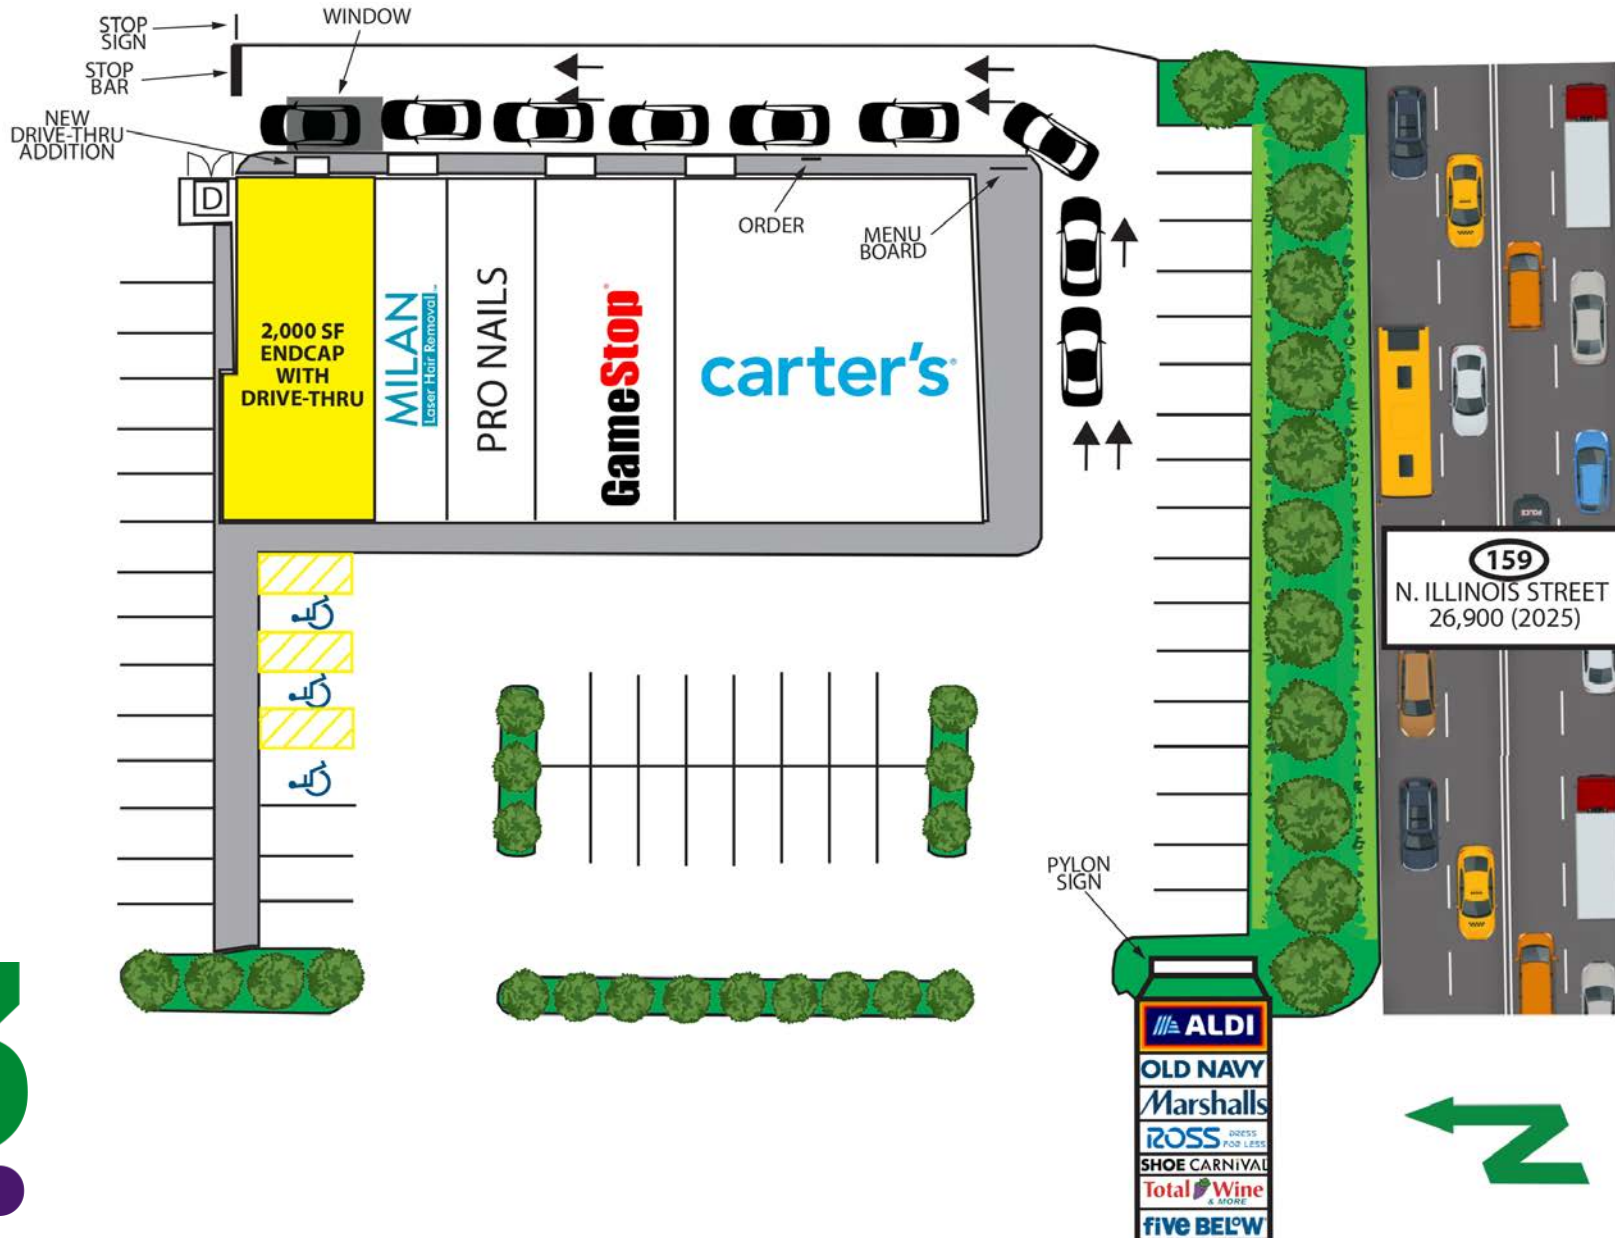 STOP
SIGN
WINDOW
STOP
BAR
NEW
DRIVE-THRU
ADDITION
D
ORDER
MENU
BOARD
2,000 SF
ENDCAP
WITH
DRIVE-THRU
MILAN
Laser Hair Removal
PRO NAILS
GameStop
carter's
POLICE
159
N. ILLINOIS STREET
26,900 (2025)
PYLON
SIGN
ALDI
OLD NAVY
Marshalls
ROSS DRESS
FOR LESS
SHOE CARNIVAL
Total Wine
& MORE
five BELOW
N